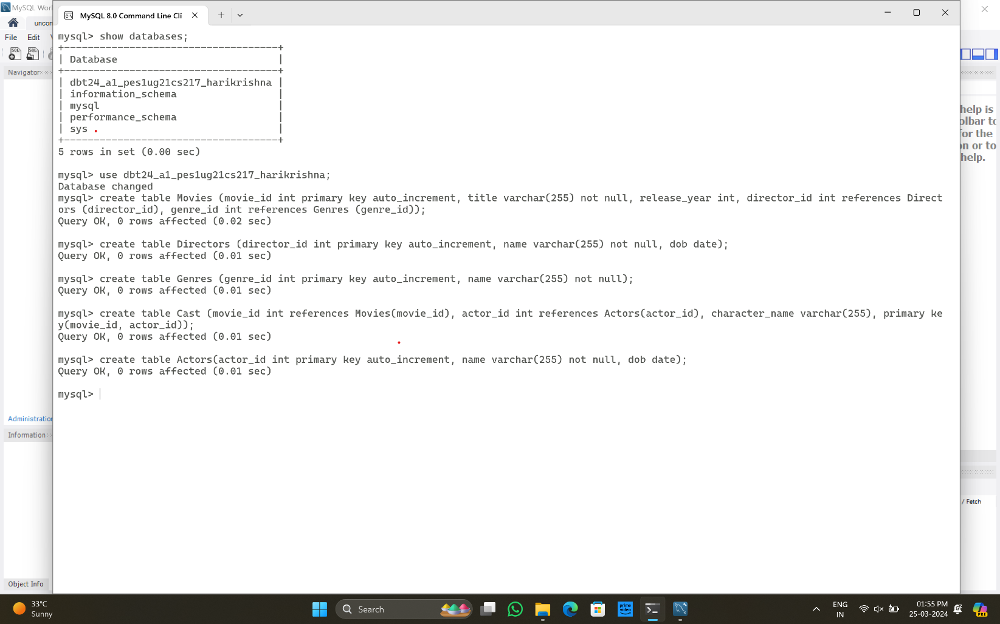 MySQL Wor
MySQL 8.0 Command Line Cli
uncon
File Edit
Navigator
mysql> show databases;
+------------------------------------+
| Database                           |
+------------------------------------+
| dbt24_a1_pes1ug21cs217_harikrishna |
| information_schema                 |
| mysql                              |
| performance_schema                 |
| sys                                |
+------------------------------------+
5 rows in set (0.00 sec)
mysql> use dbt24_a1_pes1ug21cs217_harikrishna;
Database changed
mysql> create table Movies (movie_id int primary key auto_increment, title varchar(255) not null, release_year int, director_id int references Direct
ors (director_id), genre_id int references Genres (genre_id));
Query OK, 0 rows affected (0.02 sec)
mysql> create table Directors (director_id int primary key auto_increment, name varchar(255) not null, dob date);
Query OK, 0 rows affected (0.01 sec)
mysql> create table Genres (genre_id int primary key auto_increment, name varchar(255) not null);
Query OK, 0 rows affected (0.01 sec)
mysql> create table Cast (movie_id int references Movies(movie_id), actor_id int references Actors(actor_id), character_name varchar(255), primary ke
y(movie_id, actor_id));
Query OK, 0 rows affected (0.01 sec)
mysql> create table Actors(actor_id int primary key auto_increment, name varchar(255) not null, dob date);
Query OK, 0 rows affected (0.01 sec)
mysql>
help is
olbar to
for the
on or to
help.
Administration
Information
/ Fetch
Object Info
33°C
Sunny
Search
prime
video
ENG
IN
01:55 PM
25-03-2024
PRE